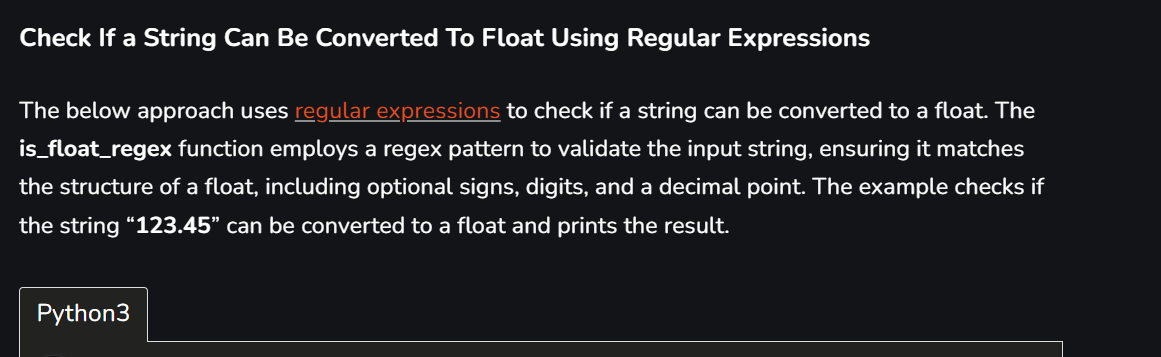 Check If a String Can Be Converted To Float Using Regular Expressions
The below approach uses regular expressions to check if a string can be converted to a float. The
is_float_regex function employs a regex pattern to validate the input string, ensuring it matches
the structure of a float, including optional signs, digits, and a decimal point. The example checks if
the string “123.45” can be converted to a float and prints the result.
Python3